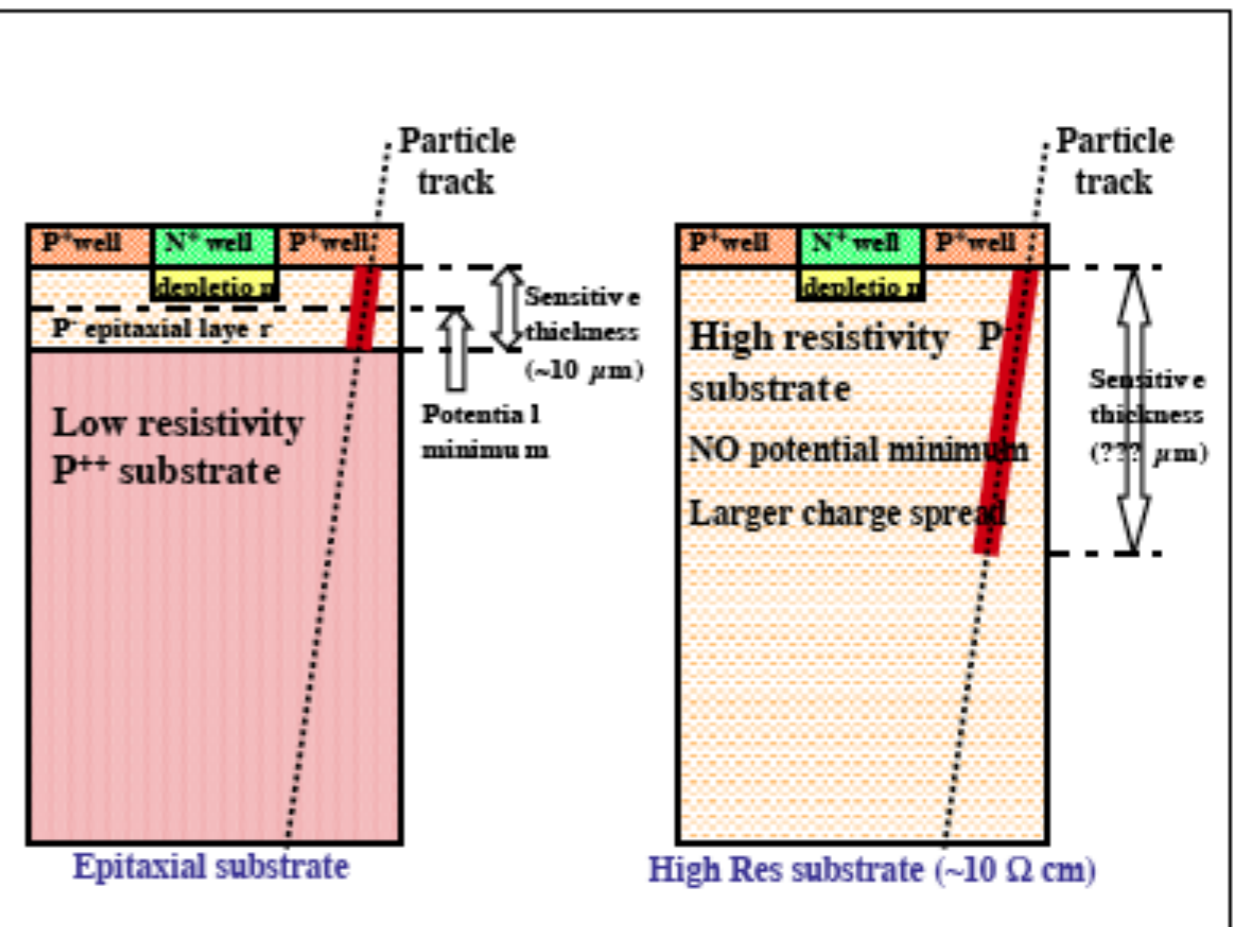 Particle
track
P⁺well
N⁺ well
P⁺well
depletio n
P⁻ epitaxial laye r
Sensitiv e
thickness
(~10 µm)
Potentia l
minimu m
Low resistivity
P⁺⁺ substrate
Epitaxial substrate
Particle
track
P⁺well
N⁺ well
P⁺well
depletio n
High resistivity P⁻
substrate
NO potential minimum
Larger charge spread
Sensitiv e
thickness
(??? µm)
High Res substrate (~10 Ω cm)